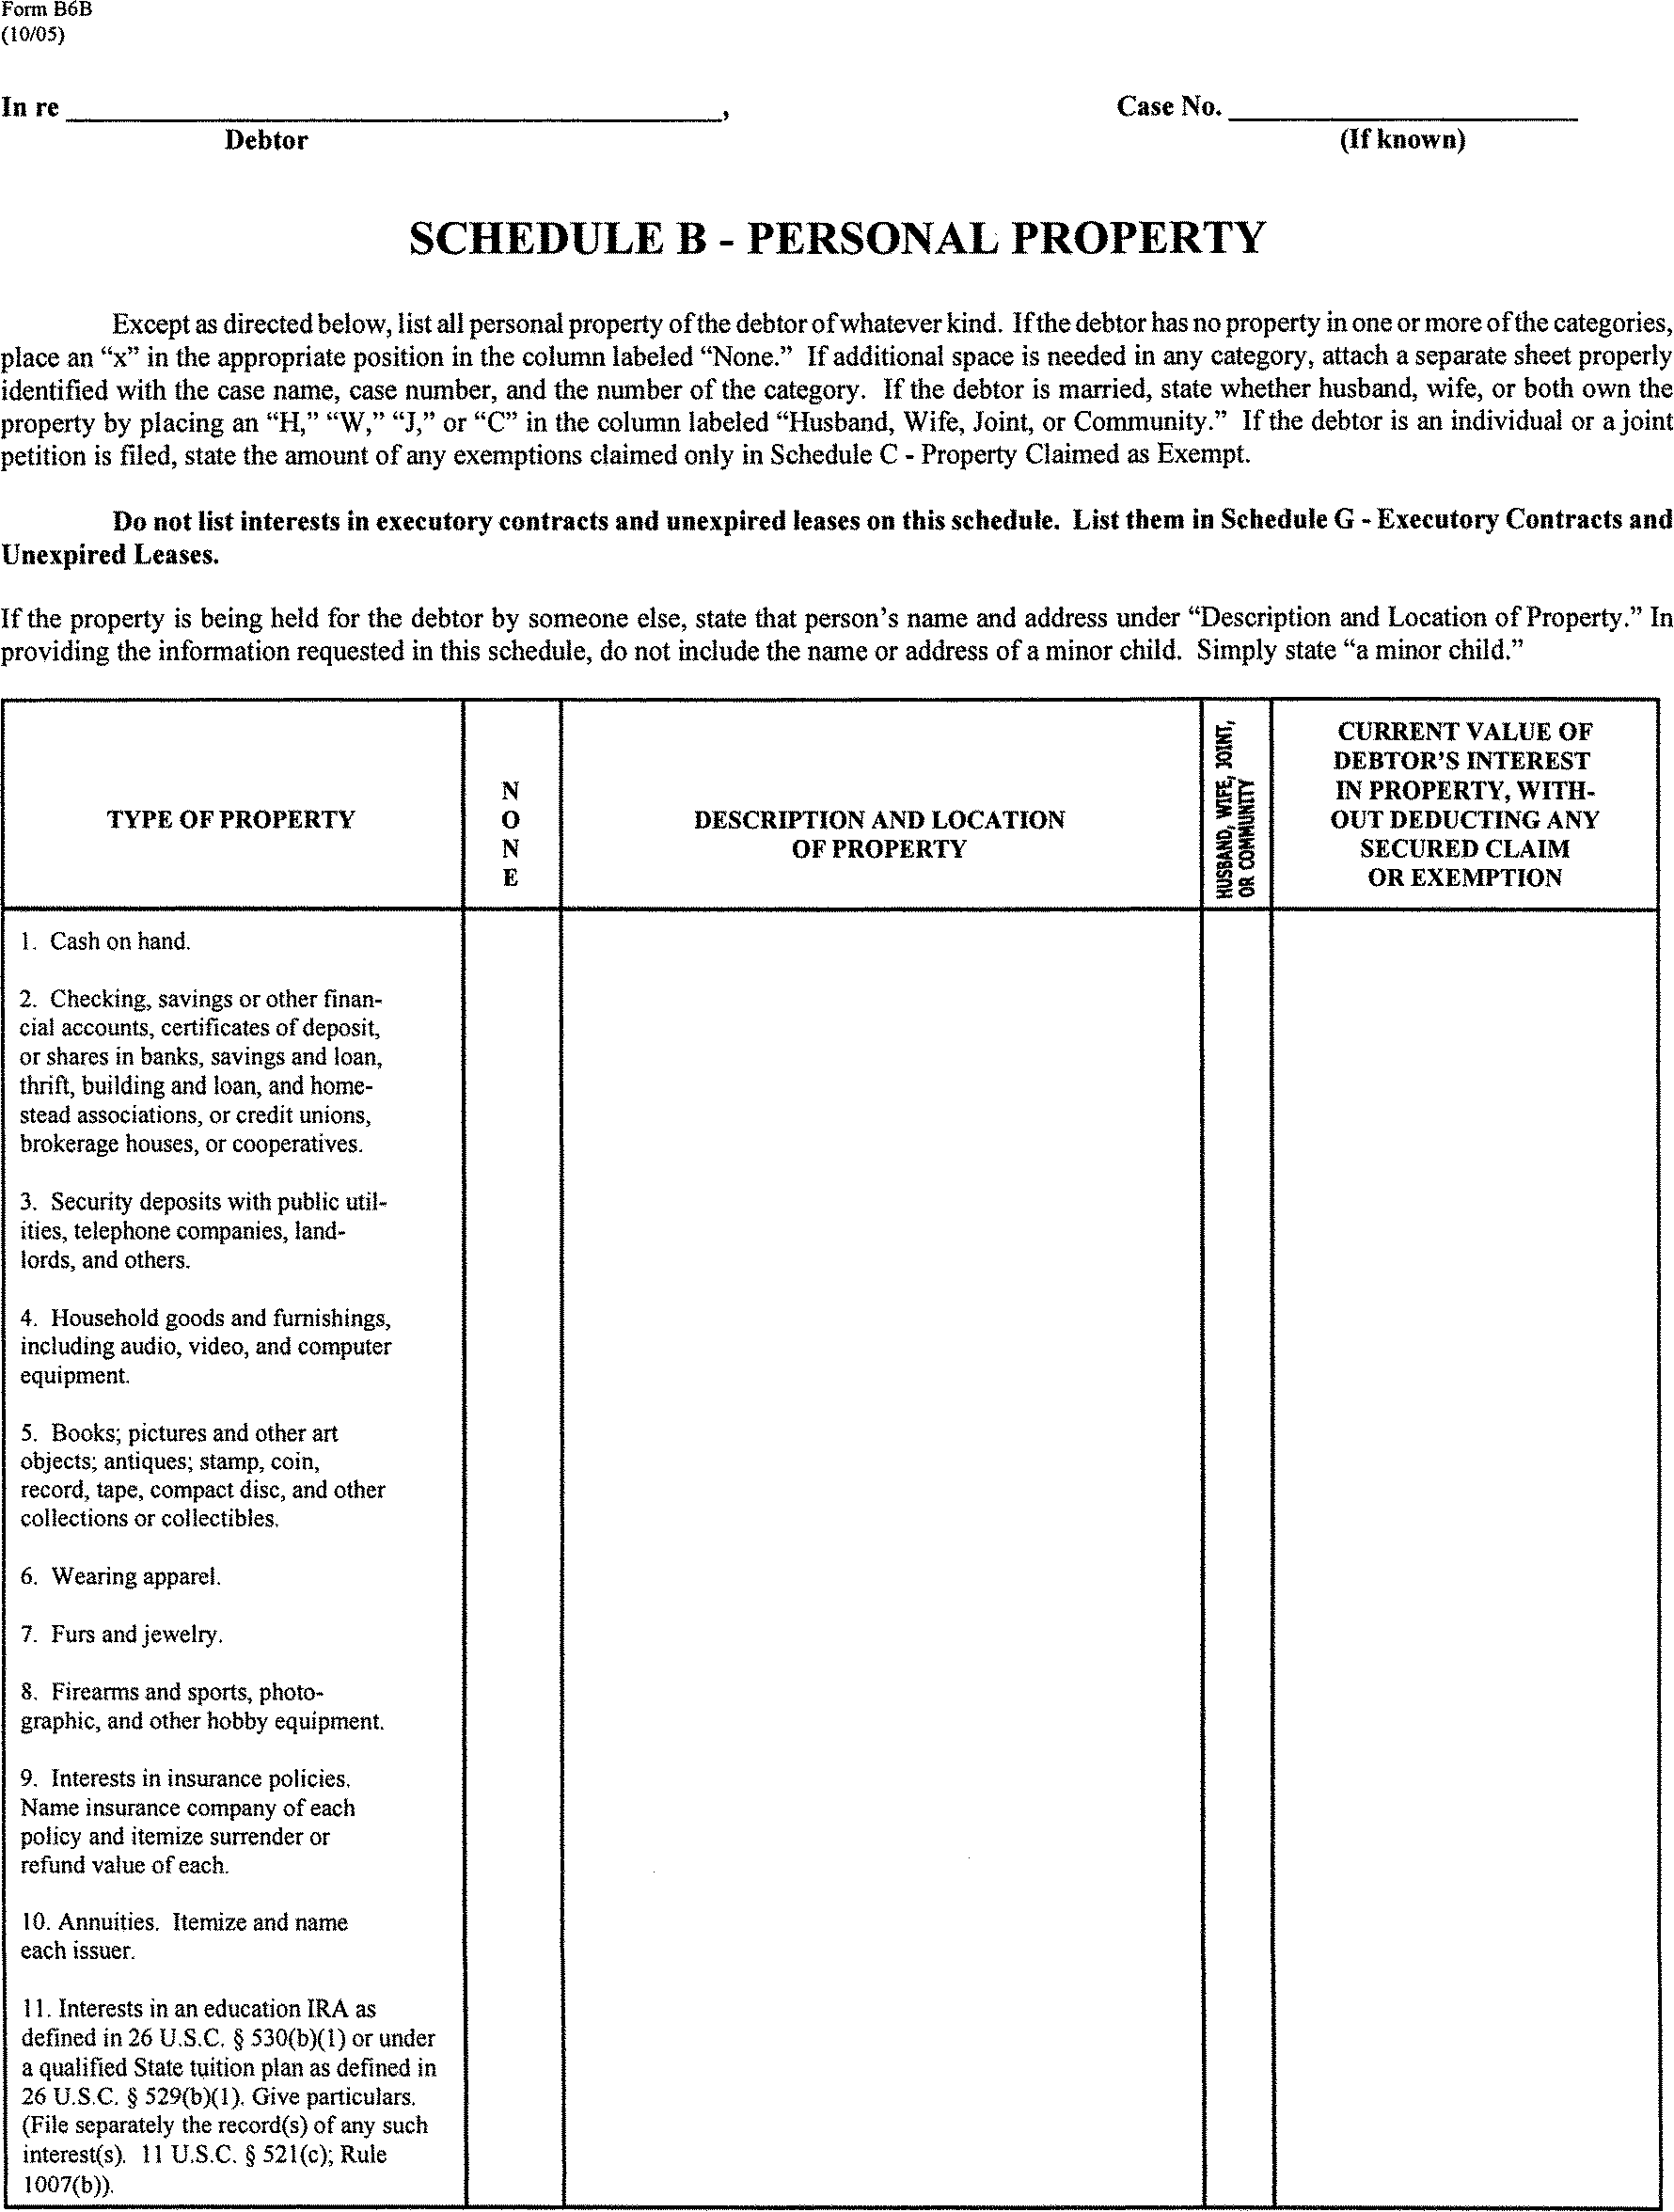 Form B6B
(10/05)
In re ______________________________,
Case No. ________________
Debtor
(If known)
SCHEDULE B - PERSONAL PROPERTY
Except as directed below, list all personal property of the debtor of whatever kind. If the debtor has no property in one or more of the categories,
place an “x” in the appropriate position in the column labeled “None.” If additional space is needed in any category, attach a separate sheet properly
identified with the case name, case number, and the number of the category. If the debtor is married, state whether husband, wife, or both own the
property by placing an “H,” “W,” “J,” or “C” in the column labeled “Husband, Wife, Joint, or Community.” If the debtor is an individual or a joint
petition is filed, state the amount of any exemptions claimed only in Schedule C - Property Claimed as Exempt.
Do not list interests in executory contracts and unexpired leases on this schedule. List them in Schedule G - Executory Contracts and
Unexpired Leases.
If the property is being held for the debtor by someone else, state that person’s name and address under “Description and Location of Property.” In
providing the information requested in this schedule, do not include the name or address of a minor child. Simply state “a minor child.”
TYPE OF PROPERTY
N
O
N
E
DESCRIPTION AND LOCATION
OF PROPERTY
HUSBAND, WIFE, JOINT,
OR COMMUNITY
CURRENT VALUE OF
DEBTOR’S INTEREST
IN PROPERTY, WITH-
OUT DEDUCTING ANY
SECURED CLAIM
OR EXEMPTION
1. Cash on hand.
2. Checking, savings or other finan-
cial accounts, certificates of deposit,
or shares in banks, savings and loan,
thrift, building and loan, and home-
stead associations, or credit unions,
brokerage houses, or cooperatives.
3. Security deposits with public util-
ities, telephone companies, land-
lords, and others.
4. Household goods and furnishings,
including audio, video, and computer
equipment.
5. Books; pictures and other art
objects; antiques; stamp, coin,
record, tape, compact disc, and other
collections or collectibles.
6. Wearing apparel.
7. Furs and jewelry.
8. Firearms and sports, photo-
graphic, and other hobby equipment.
9. Interests in insurance policies.
Name insurance company of each
policy and itemize surrender or
refund value of each.
10. Annuities. Itemize and name
each issuer.
11. Interests in an education IRA as
defined in 26 U.S.C. § 530(b)(1) or under
a qualified State tuition plan as defined in
26 U.S.C. § 529(b)(1). Give particulars.
(File separately the record(s) of any such
interest(s). 11 U.S.C. § 521(c); Rule
1007(b)).